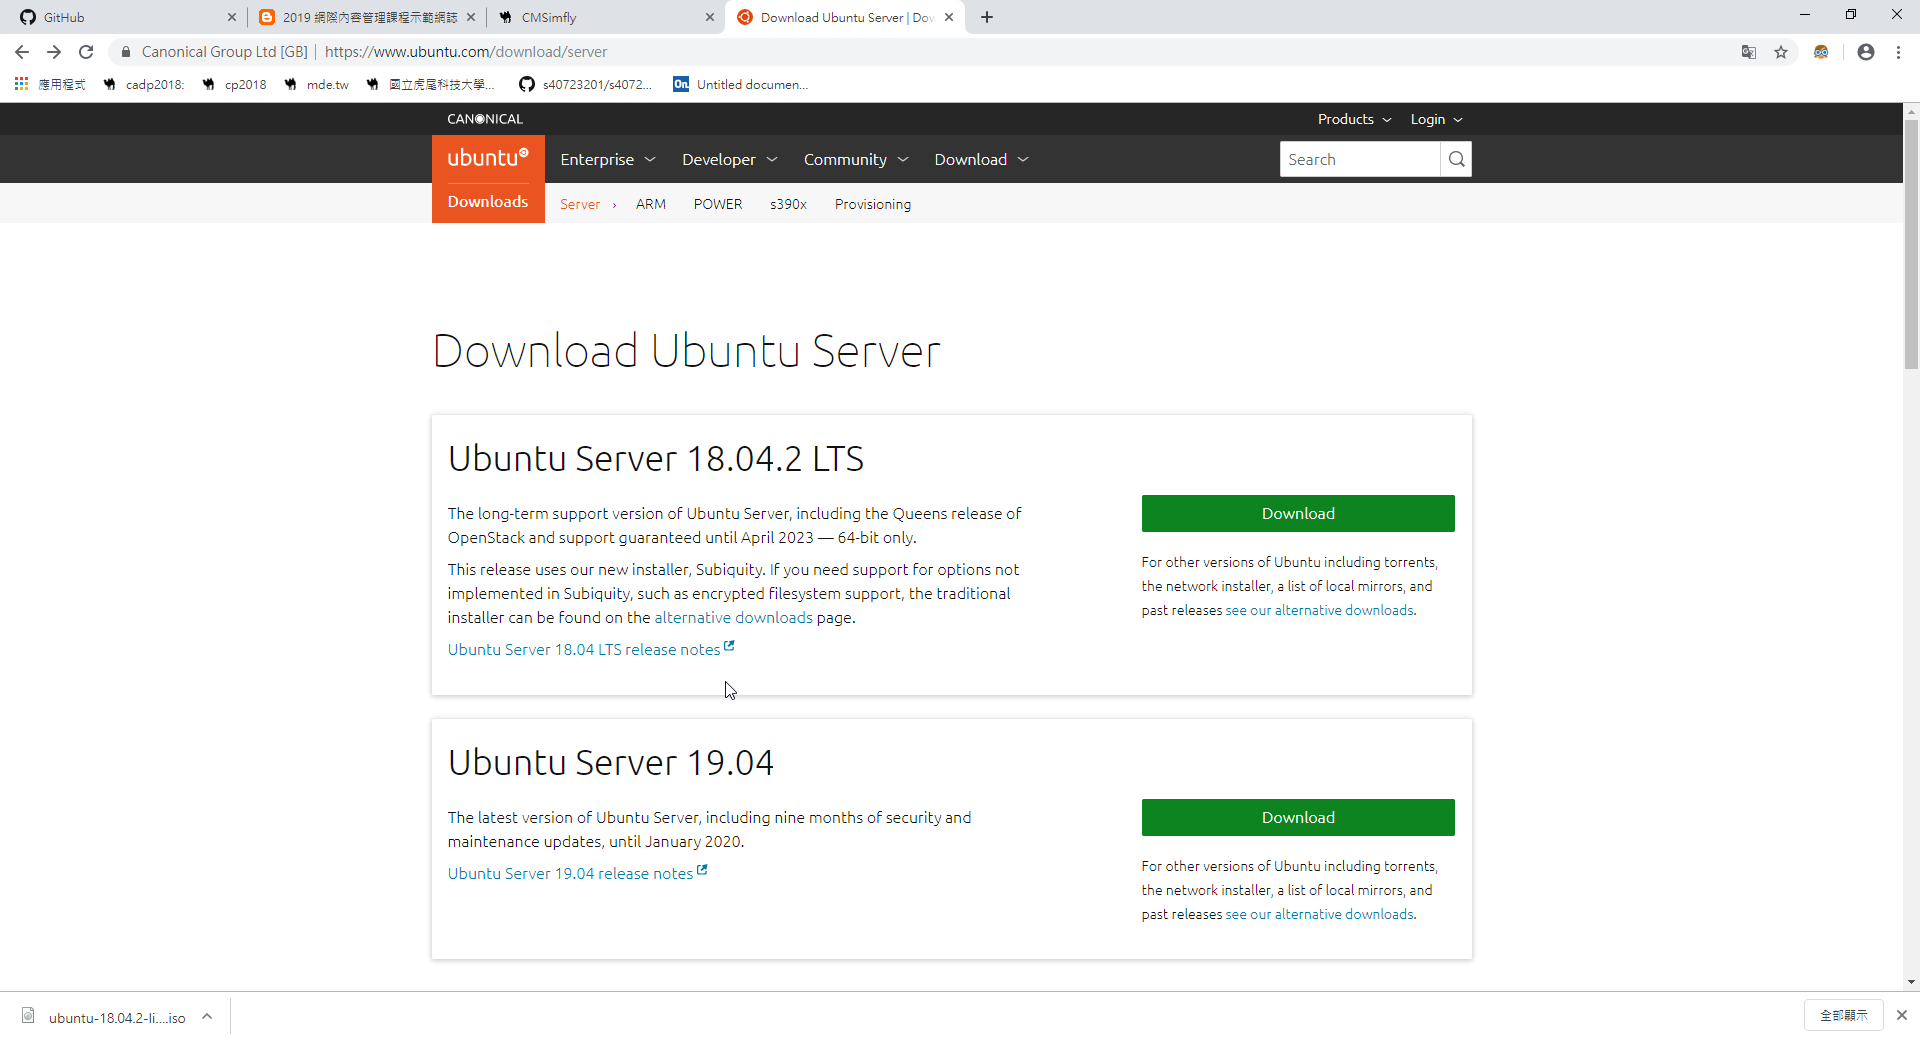 GitHub
2019 網際內容管理課程示範網誌
CMSimfly
Download Ubuntu Server | Dow
Canonical Group Ltd [GB] | https://www.ubuntu.com/download/server
應用程式
cadp2018:
cp2018
mde.tw
國立虎尾科技大學...
s40723201/s4072...
On
Untitled documen...
CANONICAL
Products
Login
ubuntu
Enterprise
Developer
Community
Download
Search
Downloads
Server ›
ARM
POWER
s390x
Provisioning
Download Ubuntu Server
Ubuntu Server 18.04.2 LTS
The long-term support version of Ubuntu Server, including the Queens release of
OpenStack and support guaranteed until April 2023 — 64-bit only.
This release uses our new installer, Subiquity. If you need support for options not
implemented in Subiquity, such as encrypted filesystem support, the traditional
installer can be found on the alternative downloads page.
Ubuntu Server 18.04 LTS release notes
Download
For other versions of Ubuntu including torrents,
the network installer, a list of local mirrors, and
past releases see our alternative downloads.
Ubuntu Server 19.04
The latest version of Ubuntu Server, including nine months of security and
maintenance updates, until January 2020.
Ubuntu Server 19.04 release notes
Download
For other versions of Ubuntu including torrents,
the network installer, a list of local mirrors, and
past releases see our alternative downloads.
ubuntu-18.04.2-li....iso
全部顯示